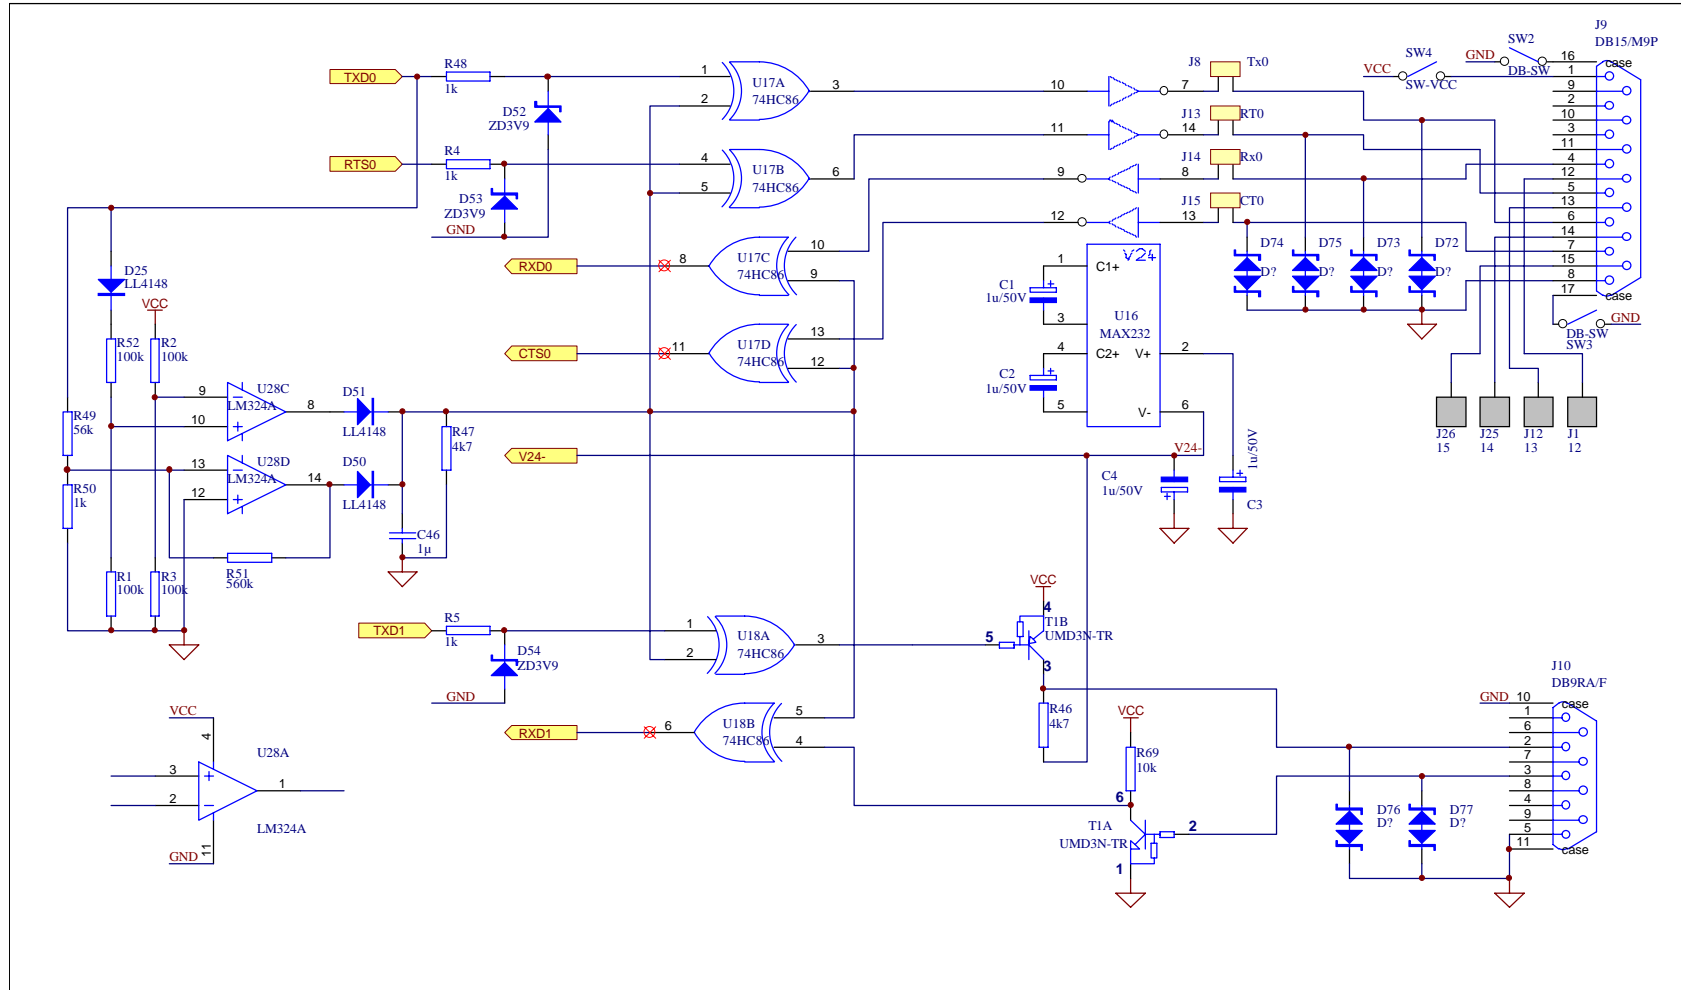 J9
DB15/M9P
SW2
GND 16 case
DB-SW
SW4
VCC 1
SW-VCC
9
2
10
3
11
4
12
5
13
6
14
7
15
8
17 case
GND
DB-SW
SW3
TXD0
R48
1k
D52
ZD3V9
1
2
U17A
74HC86
3
10
7
J8 Tx0
RTS0
R4
1k
D53
ZD3V9
GND
4
5
U17B
74HC86
6
11
14
J13 RT0
9
8
J14 Rx0
12
13
J15 CT0
RXD0
8
U17C
74HC86
10
9
CTS0
11
U17D
74HC86
13
12
D74
D?
D75
D?
D73
D?
D72
D?
V24
1
C1+
C1
1u/50V
+
3
U16
MAX232
4
C2+
V+
2
C2
1u/50V
+
5
V-
6
J26
15
J25
14
J12
13
J1
12
D25
LL4148
VCC
R52
100k
R2
100k
R49
56k
R50
1k
R1
100k
R3
100k
9
10
U28C
LM324A
8
D51
LL4148
13
12
U28D
LM324A
14
D50
LL4148
R47
4k7
C46
1µ
R51
560k
V24-
V24-
C4
1u/50V
+
1u/50V
+
C3
TXD1
R5
1k
D54
ZD3V9
GND
1
2
U18A
74HC86
3
5
VCC
4
T1B
UMD3N-TR
3
R46
4k7
RXD1
6
U18B
74HC86
5
4
VCC
R69
10k
6
T1A
UMD3N-TR
2
1
VCC
4
U28A
3
2
1
LM324A
11
GND
J10
DB9RA/F
GND 10 case
1
6
2
7
3
8
4
9
5
11 case
D76
D?
D77
D?